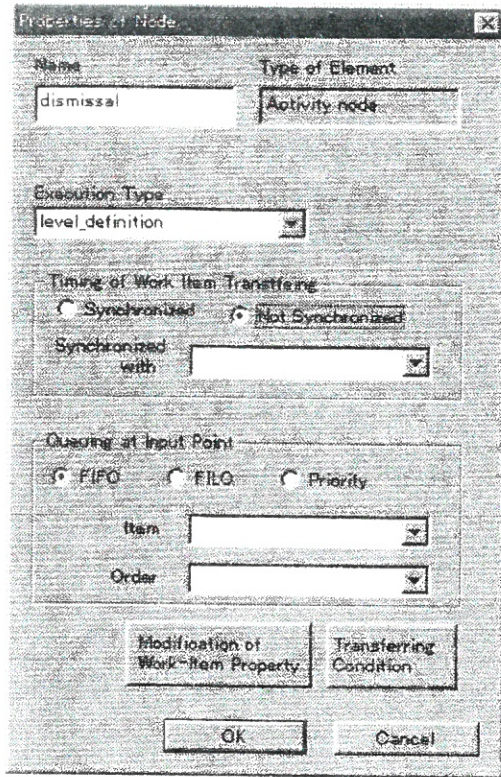 Properties of Node
Name Type of Element
dismissal Activity node
Execution Type
level_definition
Timing of Work Item Transtfering
Synchronized Not Synchronized
Synchronized
with
Queuing at Input Point
FIFO FILO Priority
Item
Order
Modification of Transferring
Work-Item Property Condition
OK Cancel